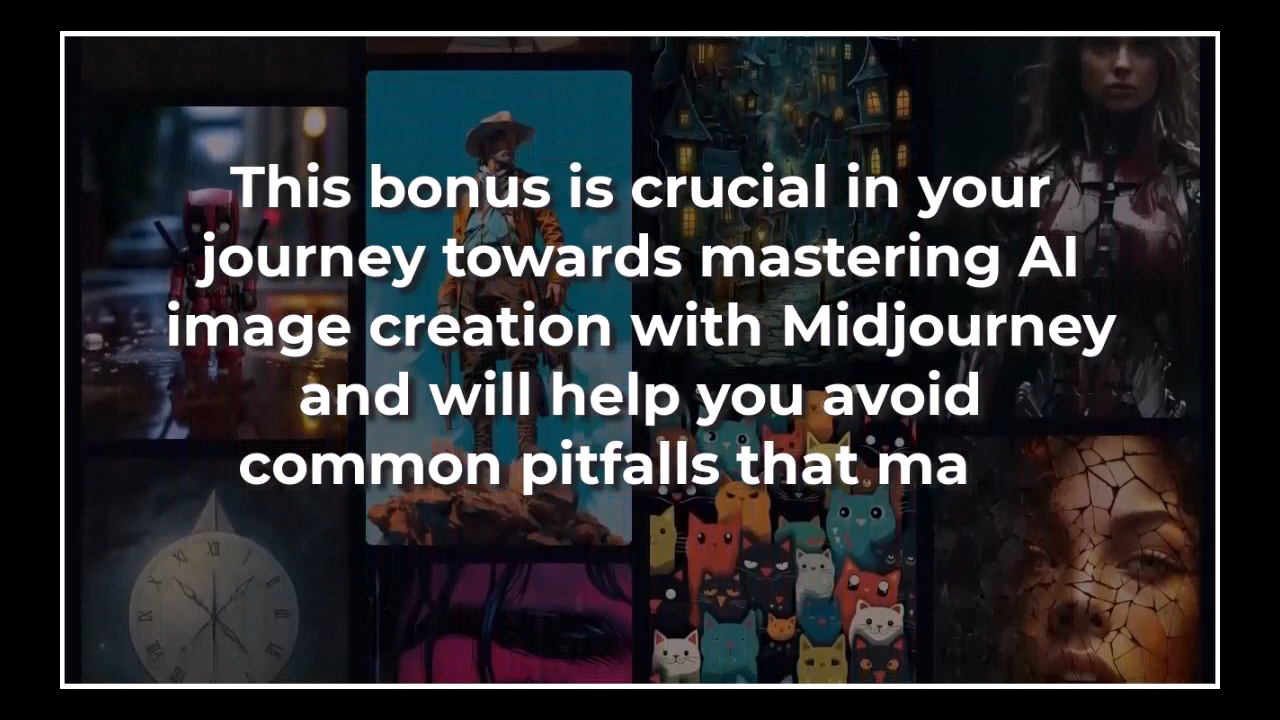 This bonus is crucial in your
journey towards mastering AI
image creation with Midjourney
and will help you avoid
common pitfalls that ma